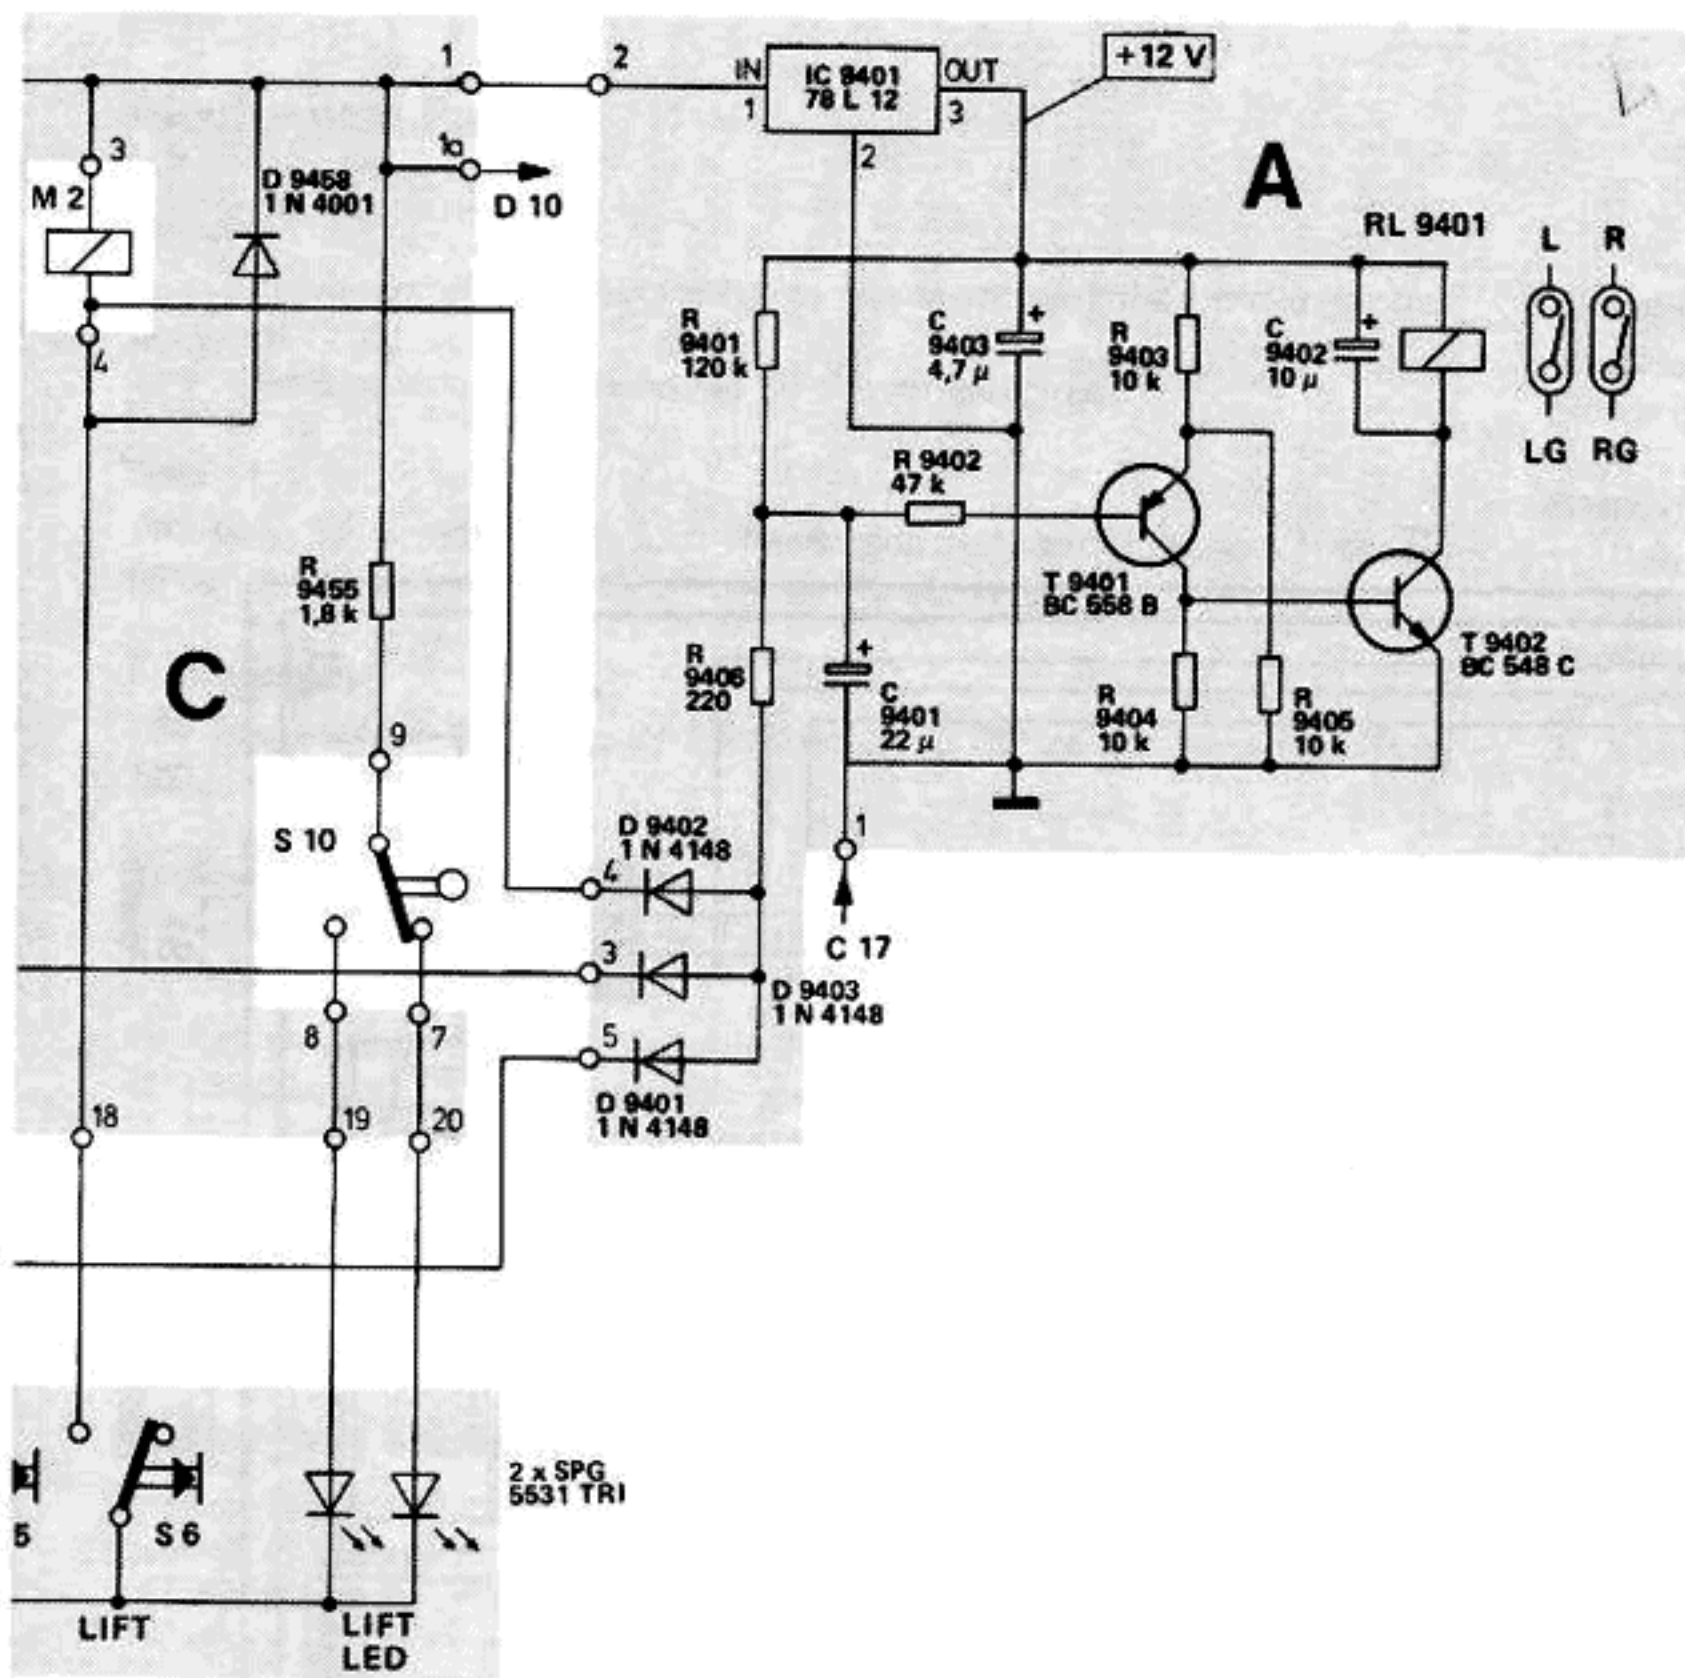 1
2
IN
IC 9401
OUT
+12 V
78 L 12
1
3
2
3
1a
D 10
M 2
D 9458
1 N 4001
A
RL 9401
L
R
4
R
9401
120 k
C
9403
4,7 µ
R
9403
10 k
C
9402
10 µ
LG
RG
R 9402
47 k
R
9455
1,8 k
T 9401
BC 558 B
T 9402
BC 548 C
C
R
9406
220
C
9401
22 µ
R
9404
10 k
R
9405
10 k
9
S 10
D 9402
1 N 4148
4
1
C 17
3
D 9403
1 N 4148
8
7
5
D 9401
1 N 4148
18
19
20
2 x SPG
5531 TRI
5
S 6
LIFT
LIFT
LED